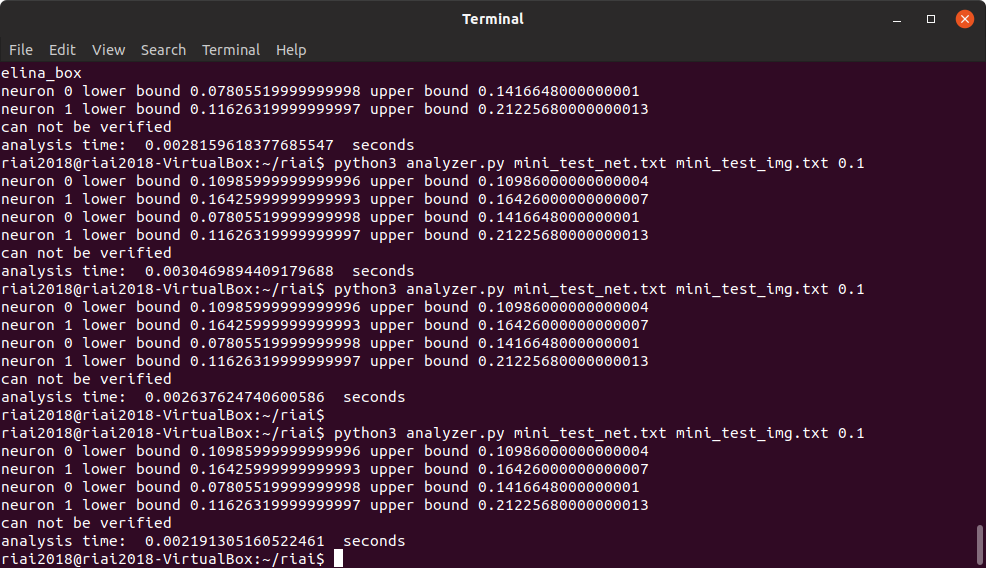 Terminal
File Edit View Search Terminal Help
elina_box
neuron 0 lower bound 0.07805519999999998 upper bound 0.1416648000000001
neuron 1 lower bound 0.11626319999999997 upper bound 0.21225680000000013
can not be verified
analysis time:  0.0028159618377685547  seconds
riai2018@riai2018-VirtualBox:~/riai$ python3 analyzer.py mini_test_net.txt mini_test_img.txt 0.1
neuron 0 lower bound 0.10985999999999996 upper bound 0.10986000000000004
neuron 1 lower bound 0.16425999999999993 upper bound 0.16426000000000007
neuron 0 lower bound 0.07805519999999998 upper bound 0.1416648000000001
neuron 1 lower bound 0.11626319999999997 upper bound 0.21225680000000013
can not be verified
analysis time:  0.0030469894409179688  seconds
riai2018@riai2018-VirtualBox:~/riai$ python3 analyzer.py mini_test_net.txt mini_test_img.txt 0.1
neuron 0 lower bound 0.10985999999999996 upper bound 0.10986000000000004
neuron 1 lower bound 0.16425999999999993 upper bound 0.16426000000000007
neuron 0 lower bound 0.07805519999999998 upper bound 0.1416648000000001
neuron 1 lower bound 0.11626319999999997 upper bound 0.21225680000000013
can not be verified
analysis time:  0.002637624740600586  seconds
riai2018@riai2018-VirtualBox:~/riai$
riai2018@riai2018-VirtualBox:~/riai$ python3 analyzer.py mini_test_net.txt mini_test_img.txt 0.1
neuron 0 lower bound 0.10985999999999996 upper bound 0.10986000000000004
neuron 1 lower bound 0.16425999999999993 upper bound 0.16426000000000007
neuron 0 lower bound 0.07805519999999998 upper bound 0.1416648000000001
neuron 1 lower bound 0.11626319999999997 upper bound 0.21225680000000013
can not be verified
analysis time:  0.002191305160522461  seconds
riai2018@riai2018-VirtualBox:~/riai$